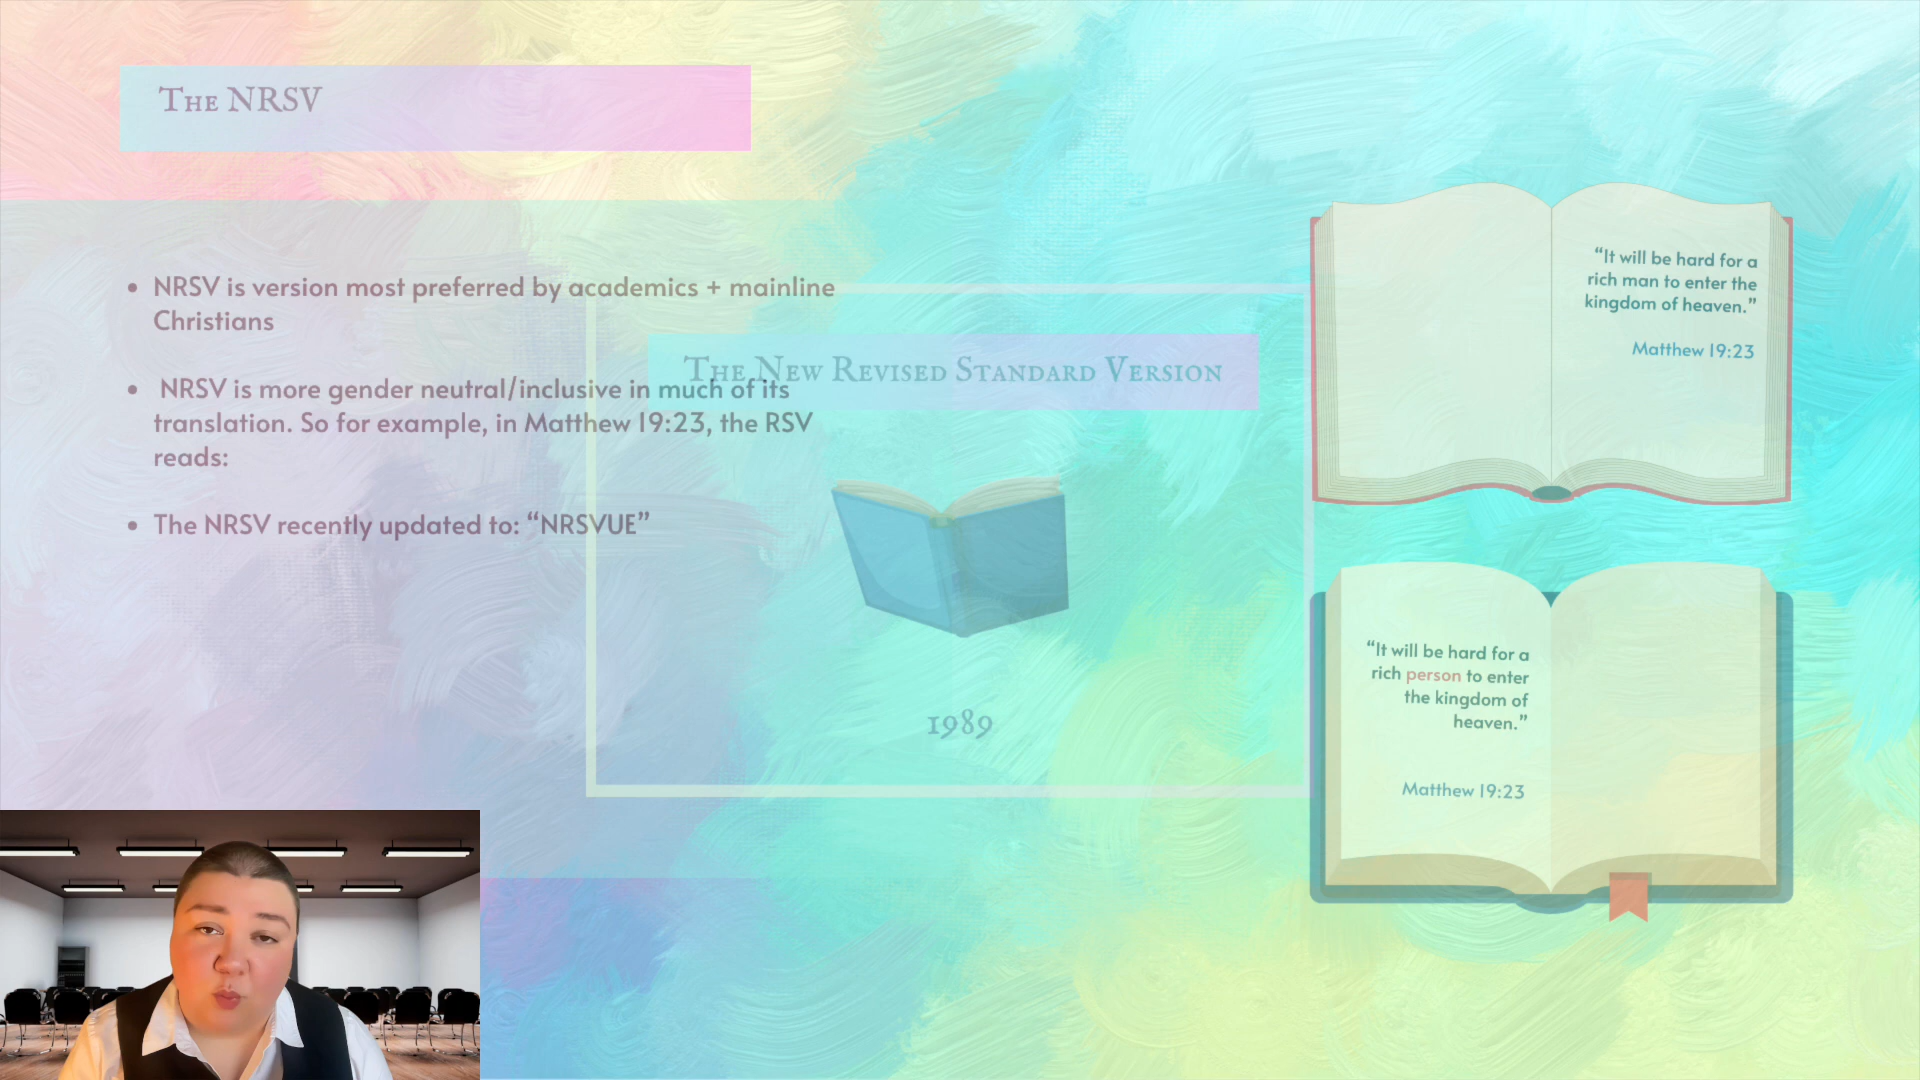 The NRSV
• NRSV is version most preferred by academics + mainline
Christians
• NRSV is more gender neutral/inclusive in much of its
translation. So for example, in Matthew 19:23, the RSV
reads:
• The NRSV recently updated to: “NRSVUE”
The New Revised Standard Version
1989
“It will be hard for a
rich man to enter the
kingdom of heaven.”
Matthew 19:23
“It will be hard for a
rich person to enter
the kingdom of
heaven.”
Matthew 19:23